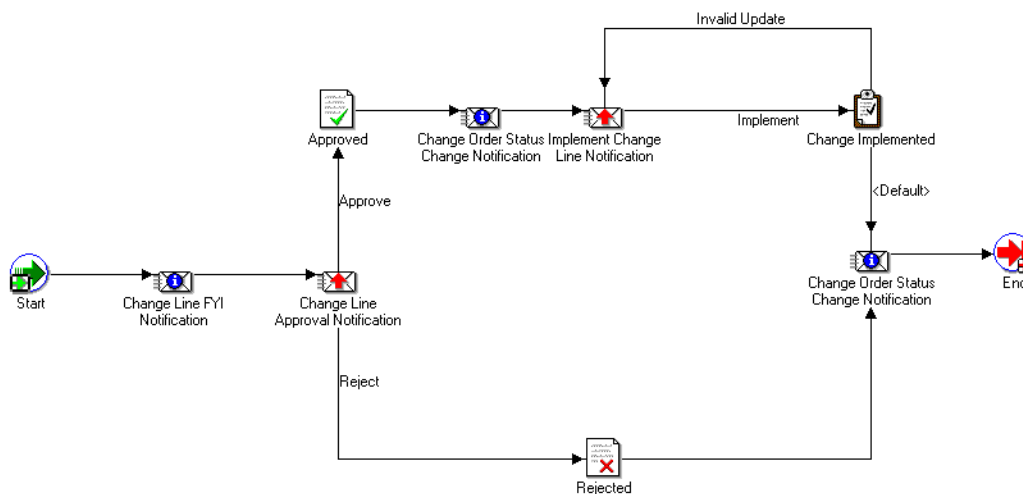 Invalid Update
Approved
Change Order Status
Change Notification
Implement Change
Line Notification
Implement
Change Implemented
Approve
<Default>
Start
Change Line FYI
Notification
Change Line
Approval Notification
Change Order Status
Change Notification
End
Reject
Rejected